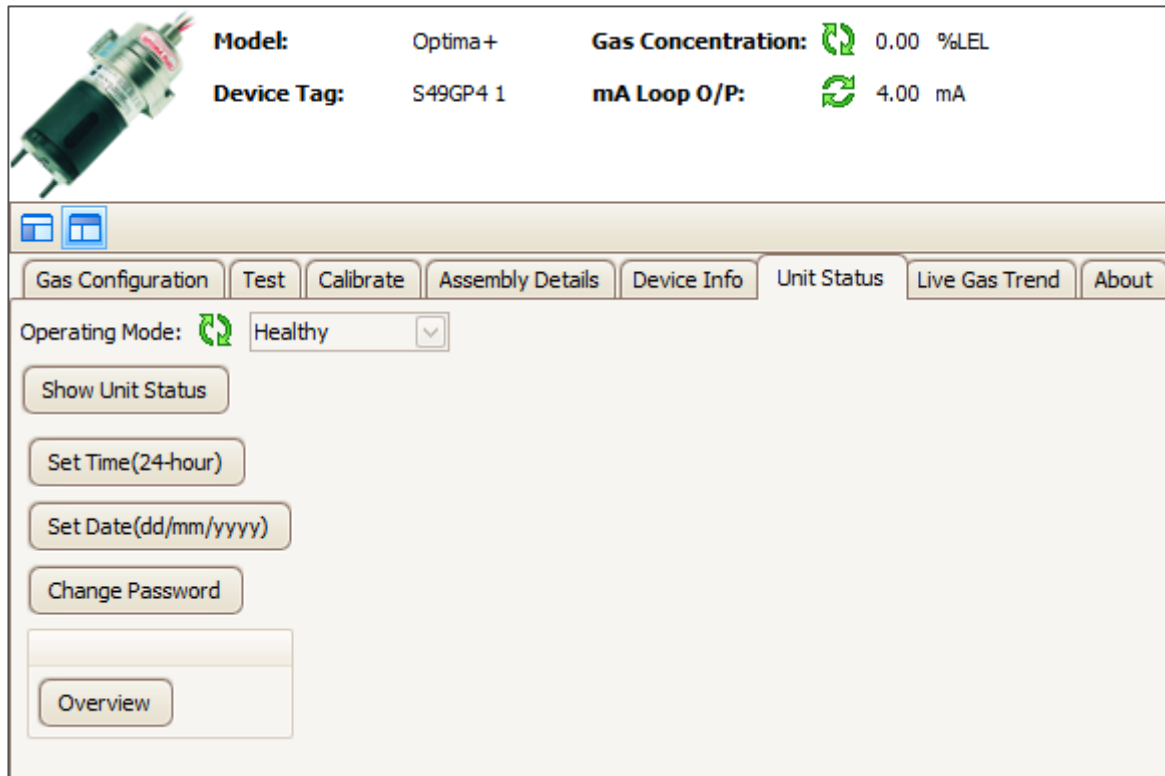 Model: Optima+ Gas Concentration: 0.00 %LEL
Device Tag: S49GP4 1 mA Loop O/P: 4.00 mA
Gas Configuration Test Calibrate Assembly Details Device Info Unit Status Live Gas Trend About
Operating Mode: Healthy
Show Unit Status
Set Time(24-hour)
Set Date(dd/mm/yyyy)
Change Password
Overview